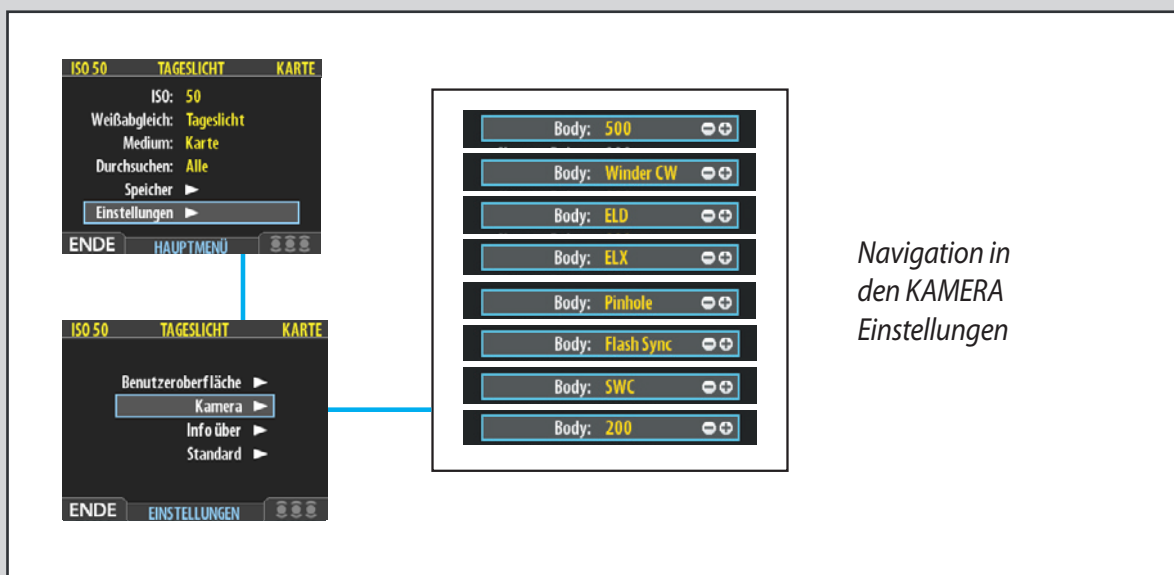 ISO 50 TAGESLICHT KARTE
ISO: 50
Weißabgleich: Tageslicht
Medium: Karte
Durchsuchen: Alle
Speicher
Einstellungen
ENDE HAUPTMENÜ
ISO 50 TAGESLICHT KARTE
Benutzeroberfläche
Kamera
Info über
Standard
ENDE EINSTELLUNGEN
Body: 500
Body: Winder CW
Body: ELD
Body: ELX
Body: Pinhole
Body: Flash Sync
Body: SWC
Body: 200
Navigation in
den KAMERA
Einstellungen